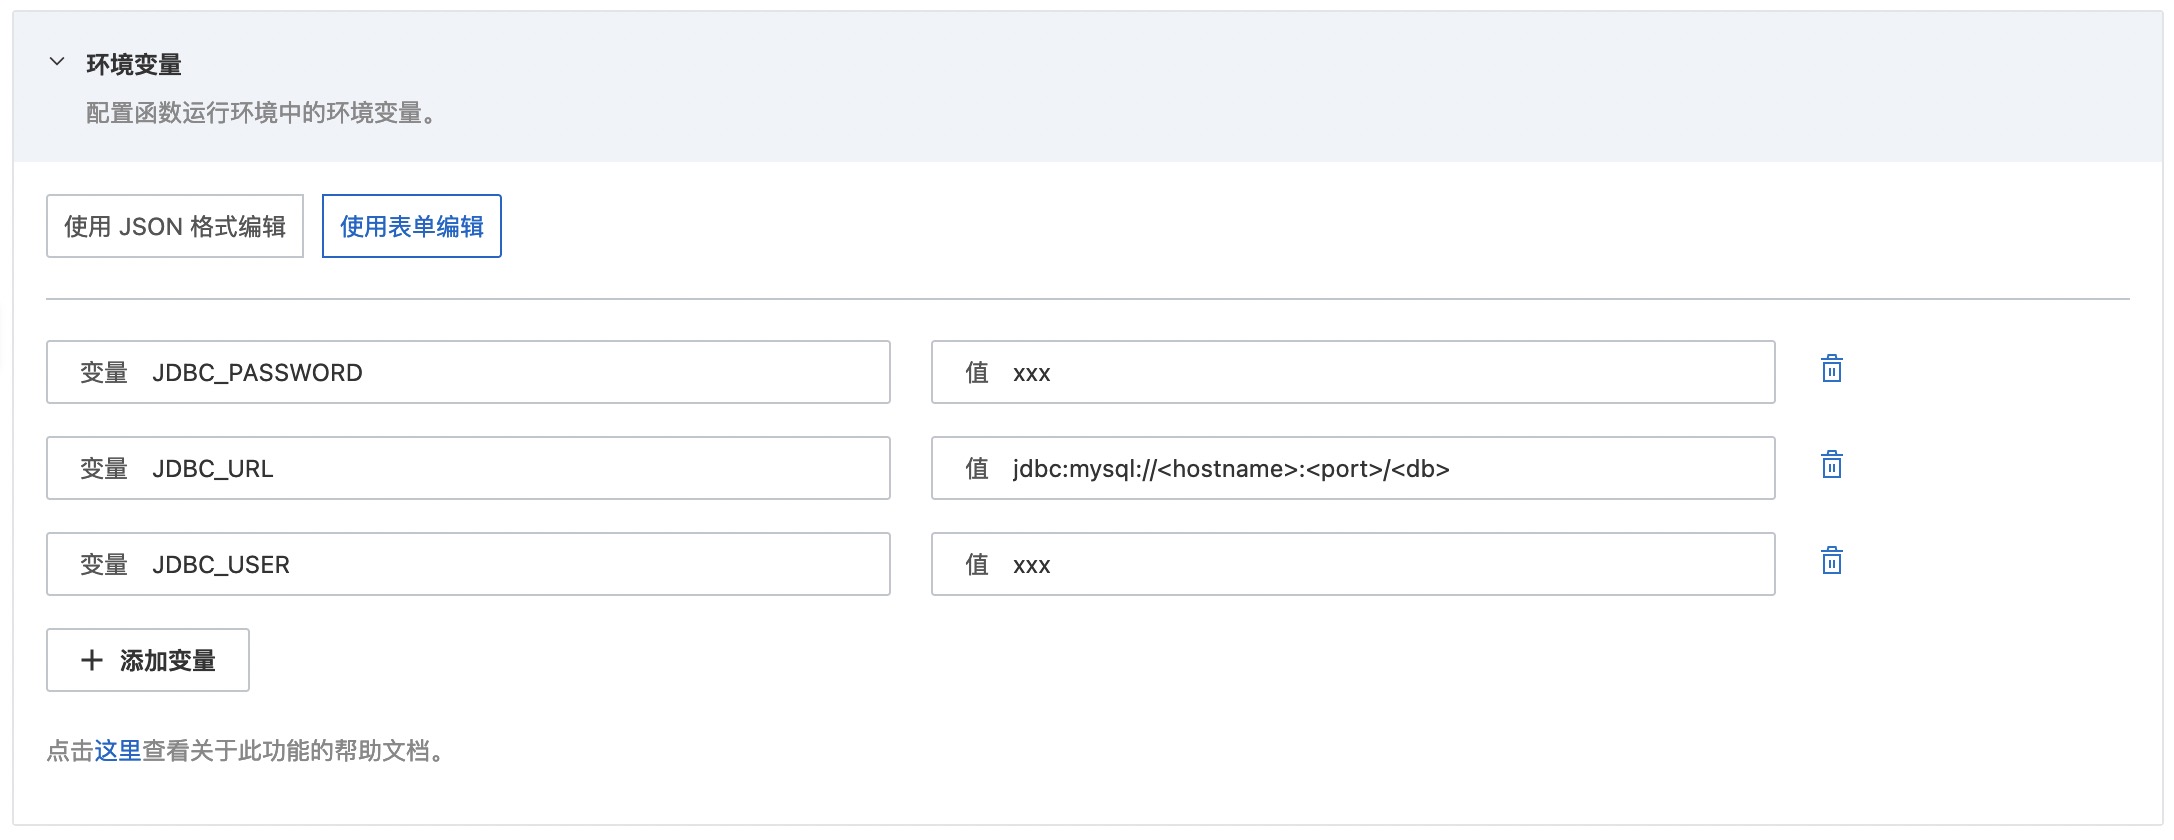 环境变量
配置函数运行环境中的环境变量。
使用 JSON 格式编辑 使用表单编辑
变量 JDBC_PASSWORD 值 xxx
变量 JDBC_URL 值 jdbc:mysql://<hostname>:<port>/<db>
变量 JDBC_USER 值 xxx
添加变量
点击这里查看关于此功能的帮助文档。